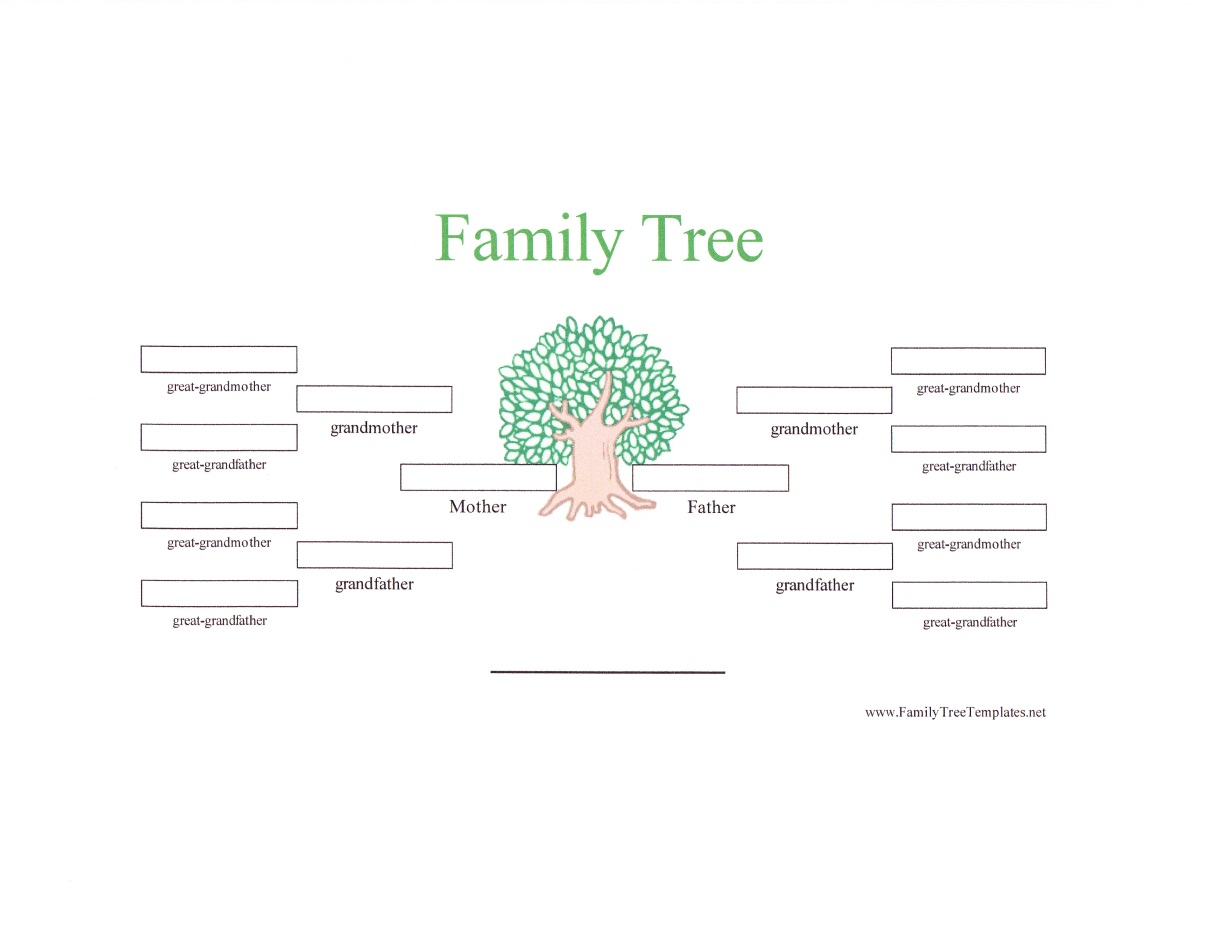 Family Tree
great-grandmother
great-grandmother
grandmother
grandmother
great-grandfather
great-grandfather
Mother
Father
great-grandmother
great-grandmother
grandfather
grandfather
great-grandfather
great-grandfather
www.FamilyTreeTemplates.net